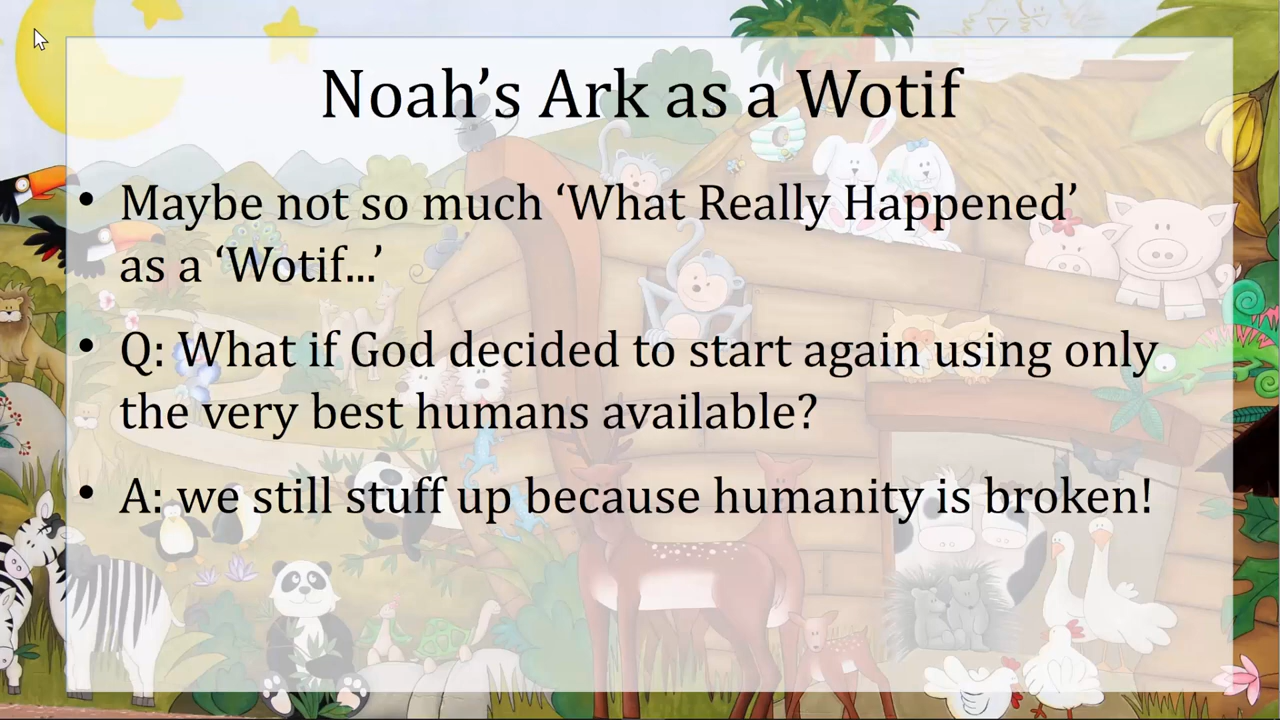 Noah’s Ark as a Wotif
• Maybe not so much ‘What Really Happened’
as a ‘Wotif...’
• Q: What if God decided to start again using only
the very best humans available?
• A: we still stuff up because humanity is broken!